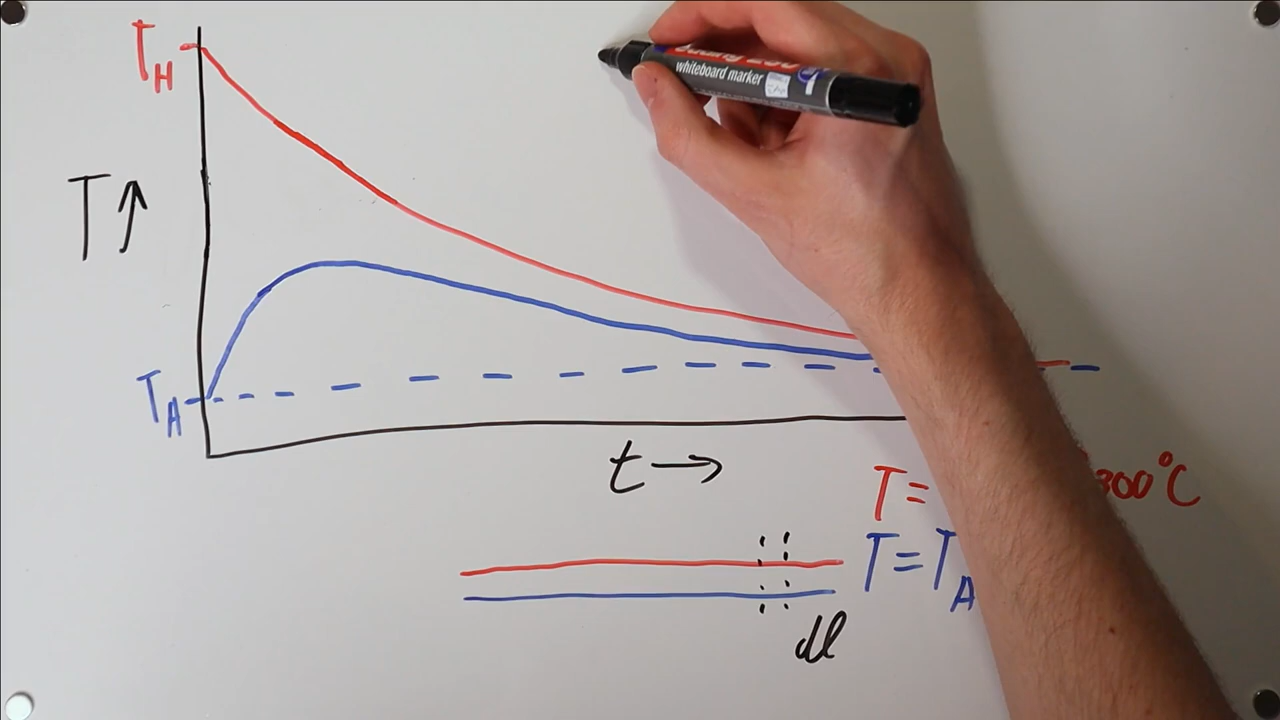 T_H
whiteboard marker
T↑
T_A
t→
T=
300°C
T=T_A
dl